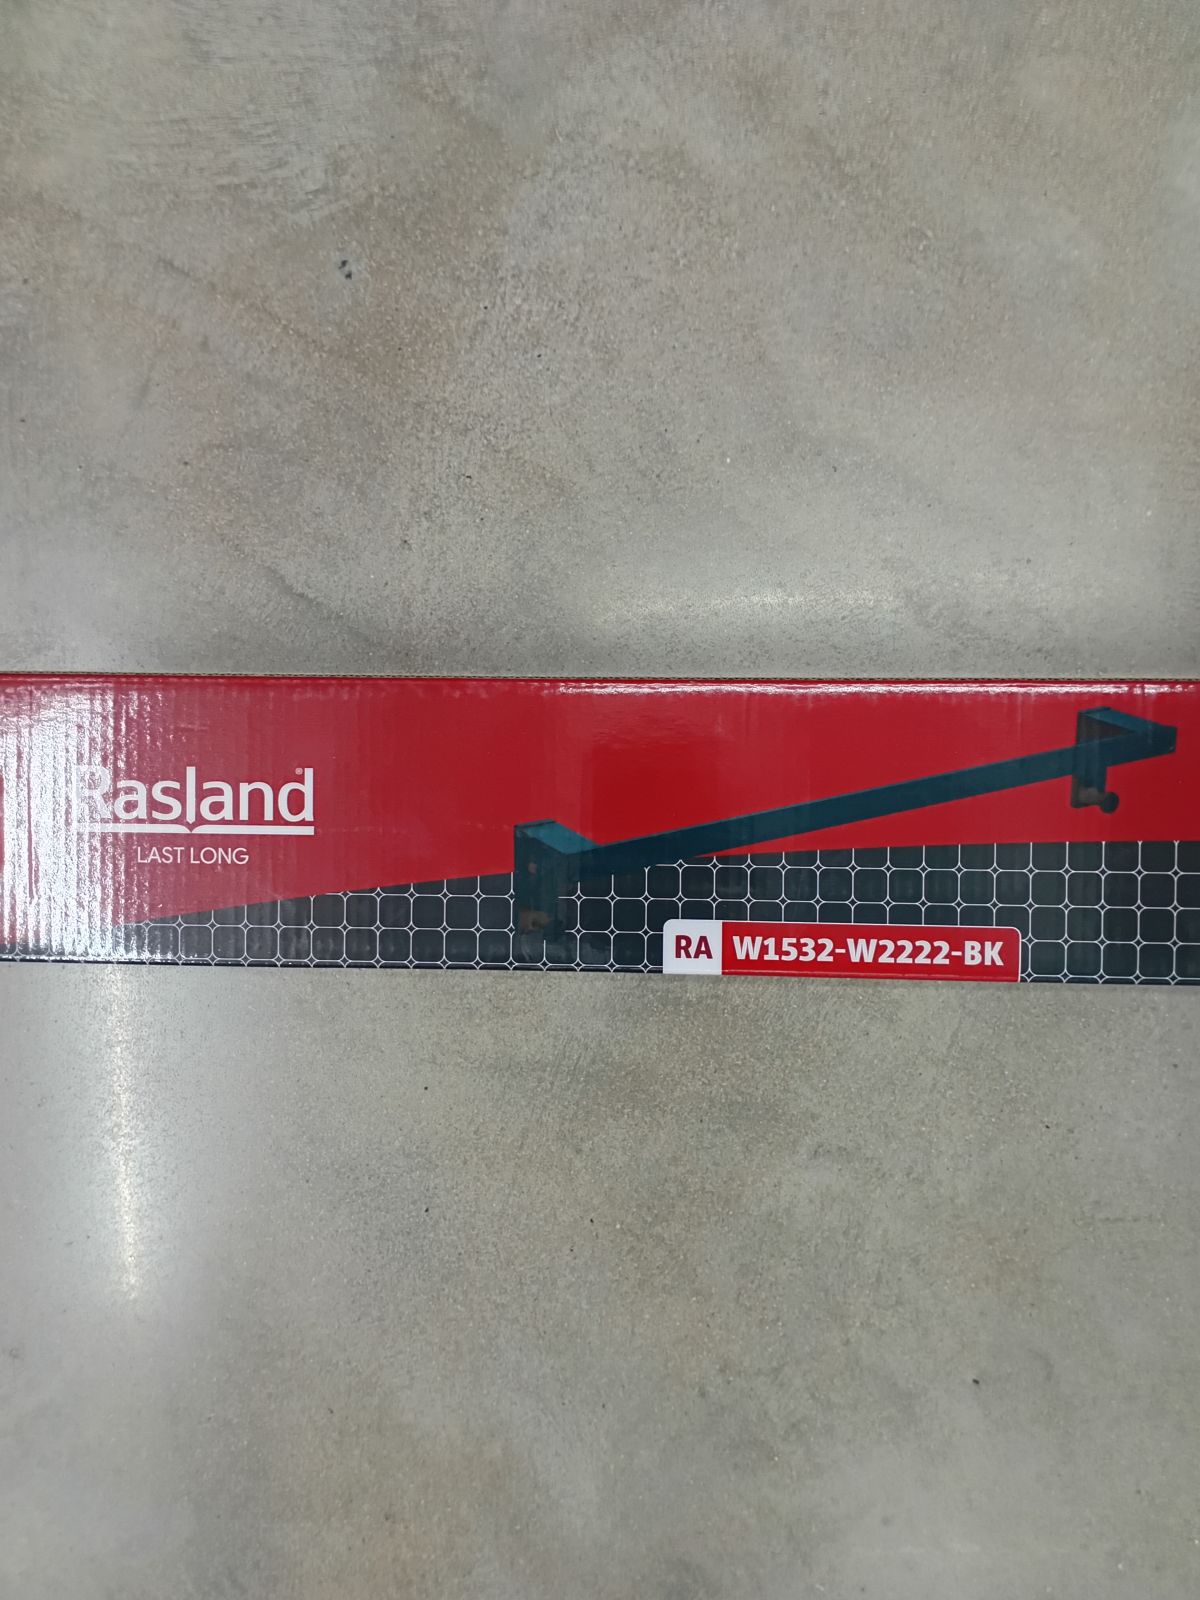 Rasland®
LAST LONG
RA W1532-W2222-BK